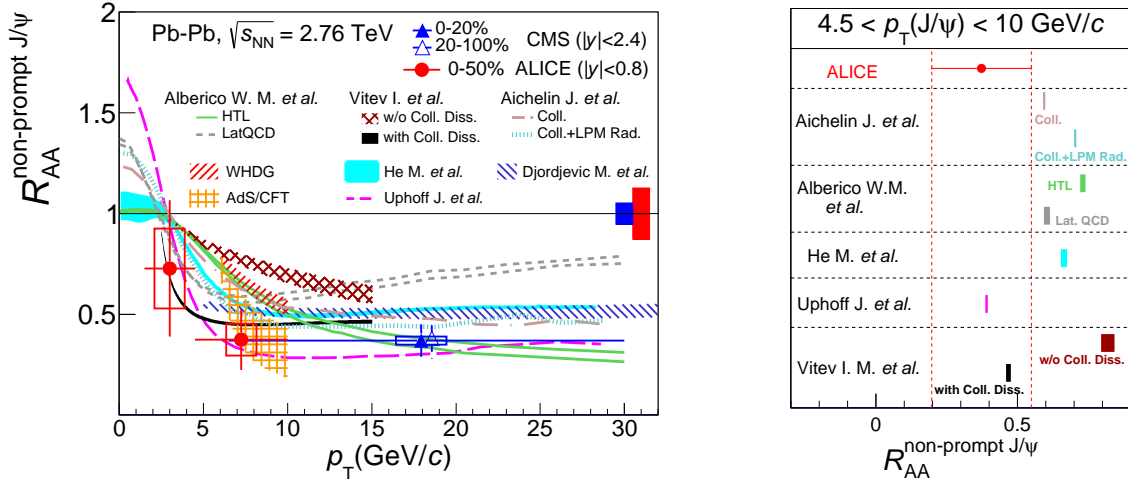 Pb-Pb, √sNN = 2.76 TeV
0-20%
20-100%
CMS (|y|<2.4)
0-50%
ALICE (|y|<0.8)
Alberico W. M. et al.
HTL
LatQCD
Vitev I. et al.
w/o Coll. Diss.
with Coll. Diss.
Aichelin J. et al.
Coll.
Coll.+LPM Rad.
WHDG
AdS/CFT
He M. et al.
Uphoff J. et al.
Djordjevic M. et al.
2
1.5
1
0.5
R_AA^non-prompt J/ψ
0 5 10 15 20 25 30
p_T(GeV/c)
4.5 < p_T(J/ψ) < 10 GeV/c
ALICE
Aichelin J. et al.
Coll.
Coll.+LPM Rad.
Alberico W.M.
et al.
HTL
Lat. QCD
He M. et al.
Uphoff J. et al.
Vitev I. M. et al.
w/o Coll. Diss.
with Coll. Diss.
0 0.55
R_AA^non-prompt J/ψ